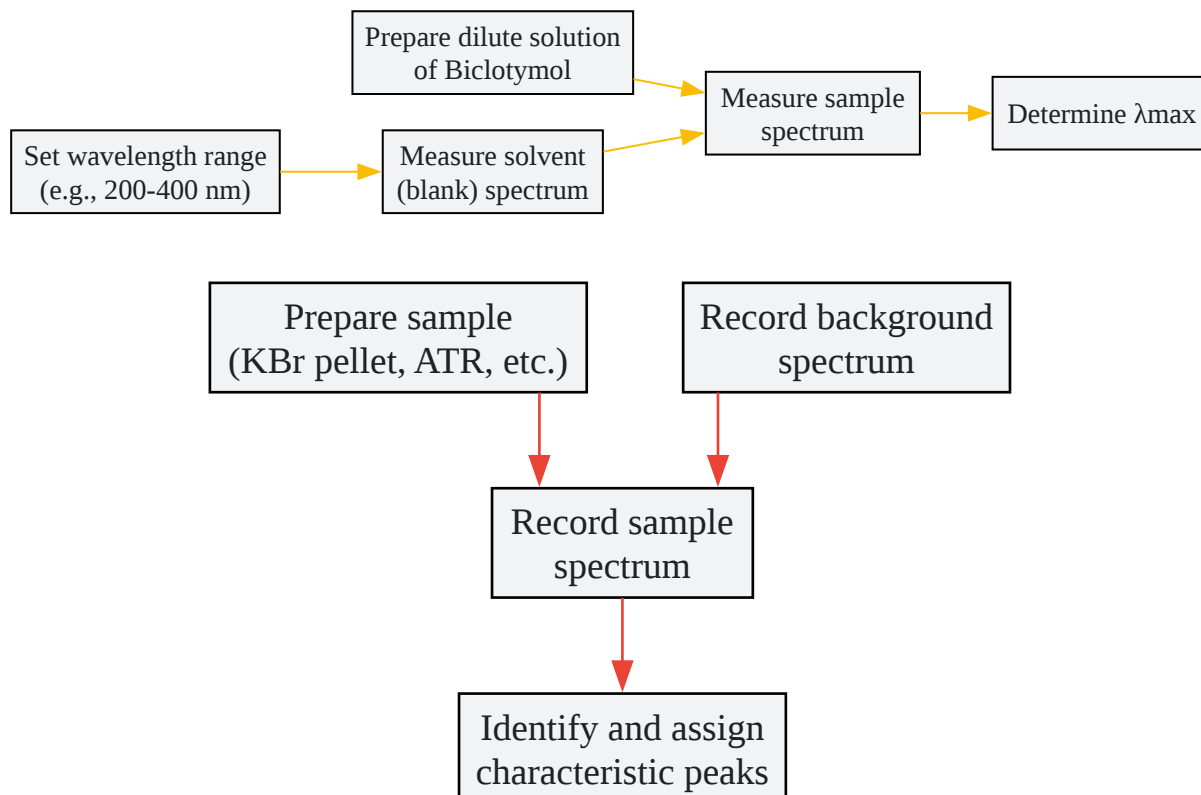 Prepare dilute solution
of Biclotymol
Measure sample
spectrum
Determine λmax
Set wavelength range
(e.g., 200-400 nm)
Measure solvent
(blank) spectrum
Prepare sample
(KBr pellet, ATR, etc.)
Record background
spectrum
Record sample
spectrum
Identify and assign
characteristic peaks